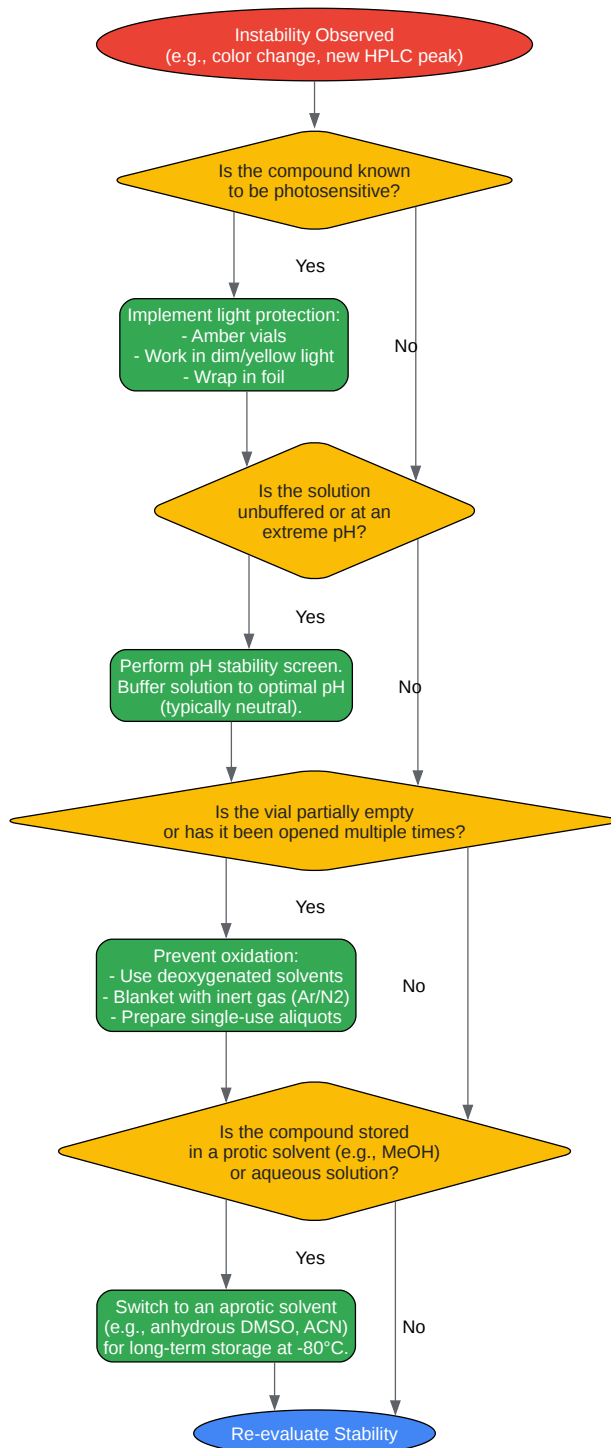 Instability Observed
(e.g., color change, new HPLC peak)
Is the compound known
to be photosensitive?
Yes
Implement light protection:
- Amber vials
- Work in dim/yellow light
- Wrap in foil
No
Is the solution
unbuffered or at an
extreme pH?
Yes
Perform pH stability screen.
Buffer solution to optimal pH
(typically neutral).
No
Is the vial partially empty
or has it been opened multiple times?
Yes
Prevent oxidation:
- Use deoxygenated solvents
- Blanket with inert gas (Ar/N2)
- Prepare single-use aliquots
No
Is the compound stored
in a protic solvent (e.g., MeOH)
or aqueous solution?
Yes
Switch to an aprotic solvent
(e.g., anhydrous DMSO, ACN)
for long-term storage at -80°C.
No
Re-evaluate Stability